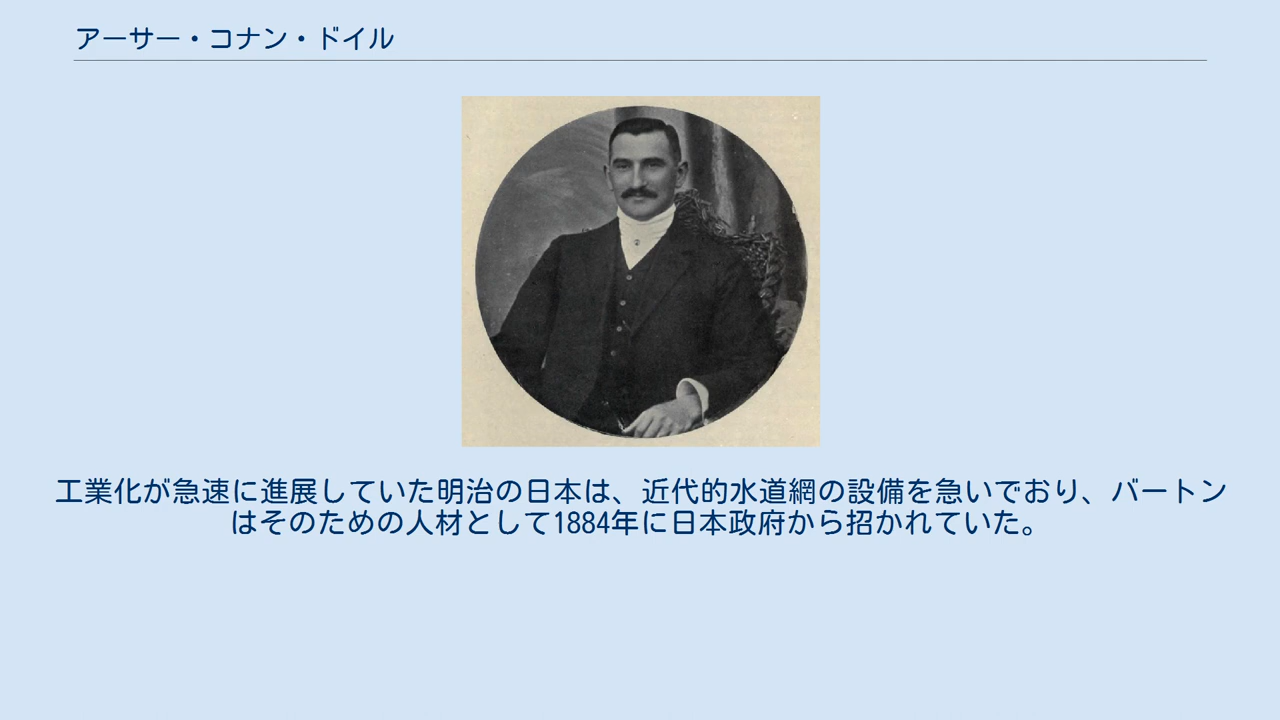 アーサー・コナン・ドイル
工業化が急速に進展していた明治の日本は、近代的水道網の設備を急いでおり、バートン
はそのための人材として1884年に日本政府から招かれていた。